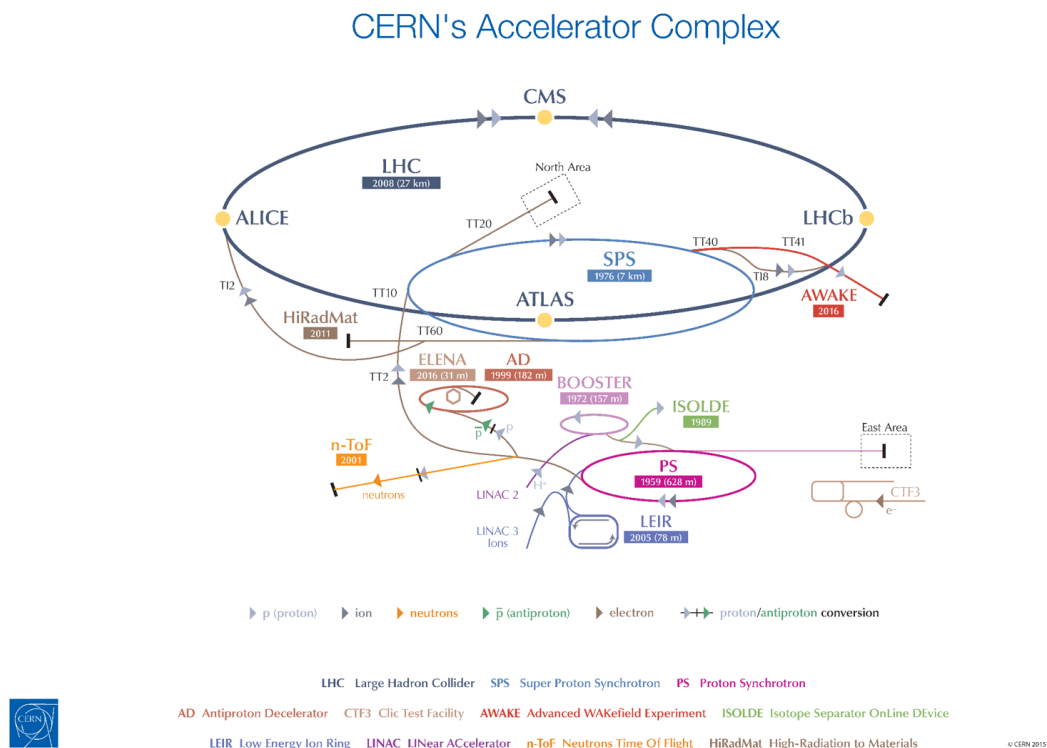 CERN's Accelerator Complex
CMS
LHC
2008 (27 km)
North Area
ALICE
TT20
LHCb
TT40
TT41
SPS
1976 (7 km)
TI8
TI2
TT10
ATLAS
AWAKE
2016
HiRadMat
2011
TT60
ELENA
2016 (31 m)
AD
1999 (182 m)
TT2
BOOSTER
1972 (157 m)
ISOLDE
1989
p
p̅
East Area
n-ToF
2001
neutrons
PS
1959 (628 m)
LINAC 2
H⁺
CTF3
e⁻
LEIR
2005 (78 m)
LINAC 3
Ions
p (proton)
ion
neutrons
p̅ (antiproton)
electron
proton/antiproton conversion
LHC Large Hadron Collider SPS Super Proton Synchrotron PS Proton Synchrotron
AD Antiproton Decelerator CTF3 Clic Test Facility AWAKE Advanced WAKefield Experiment ISOLDE Isotope Separator OnLine DEvice
LEIR Low Energy Ion Ring LINAC LINear ACcelerator n-ToF Neutrons Time Of Flight HiRadMat High-Radiation to Materials
CERN
© CERN 2015